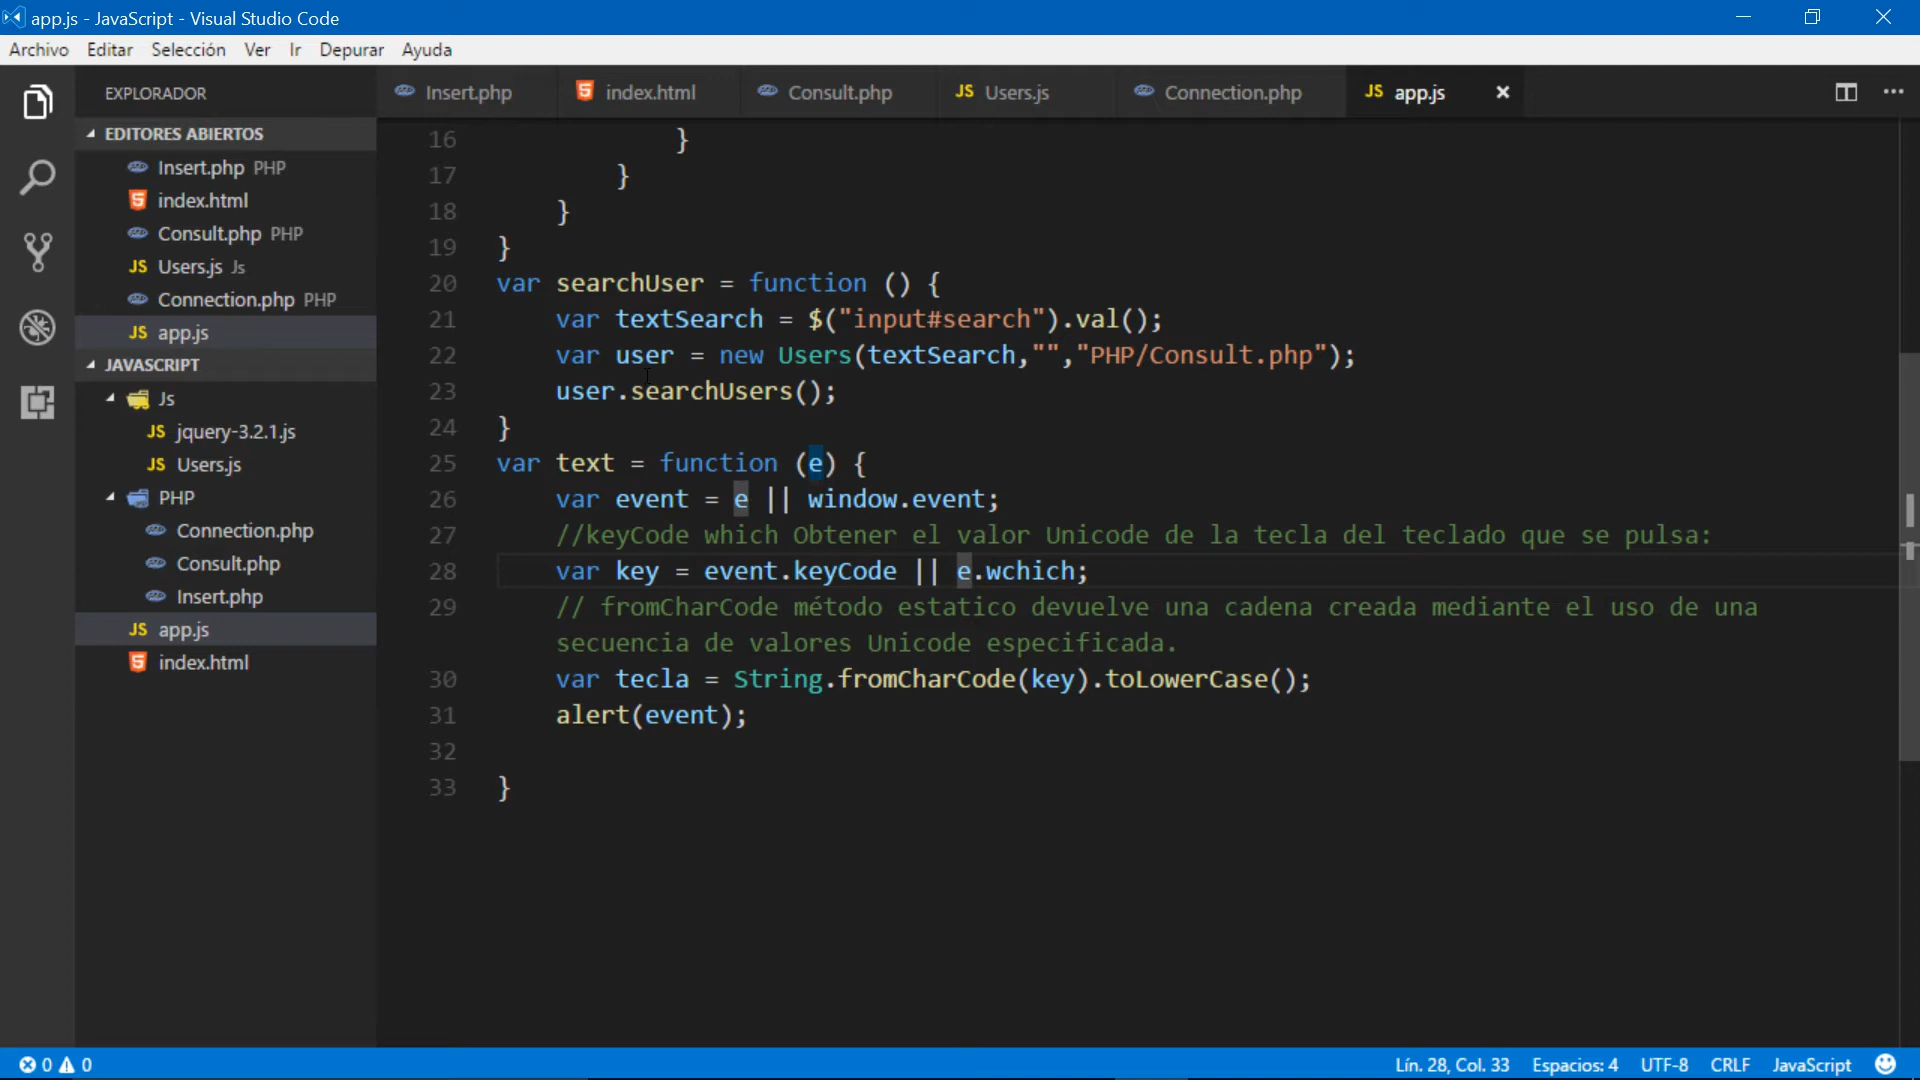 app.js - JavaScript - Visual Studio Code
Archivo Editar Selección Ver Ir Depurar Ayuda
EXPLORADOR
EDITORES ABIERTOS
Insert.php PHP
index.html
Consult.php PHP
JS Users.js Js
Connection.php PHP
JS app.js
JAVASCRIPT
Js
JS jquery-3.2.1.js
JS Users.js
PHP
Connection.php
Consult.php
Insert.php
JS app.js
index.html
Insert.php index.html Consult.php JS Users.js Connection.php JS app.js
16 }
17 }
18 }
19 }
20 var searchUser = function () {
21 var textSearch = $("input#search").val();
22 var user = new Users(textSearch,"","PHP/Consult.php");
23 user.searchUsers();
24 }
25 var text = function (e) {
26 var event = e || window.event;
27 //keyCode which Obtener el valor Unicode de la tecla del teclado que se pulsa:
28 var key = event.keyCode || e.wchich;
29 // fromCharCode método estatico devuelve una cadena creada mediante el uso de una
secuencia de valores Unicode especificada.
30 var tecla = String.fromCharCode(key).toLowerCase();
31 alert(event);
32
33 }
0 0 Lín. 28, Col. 33 Espacios: 4 UTF-8 CRLF JavaScript